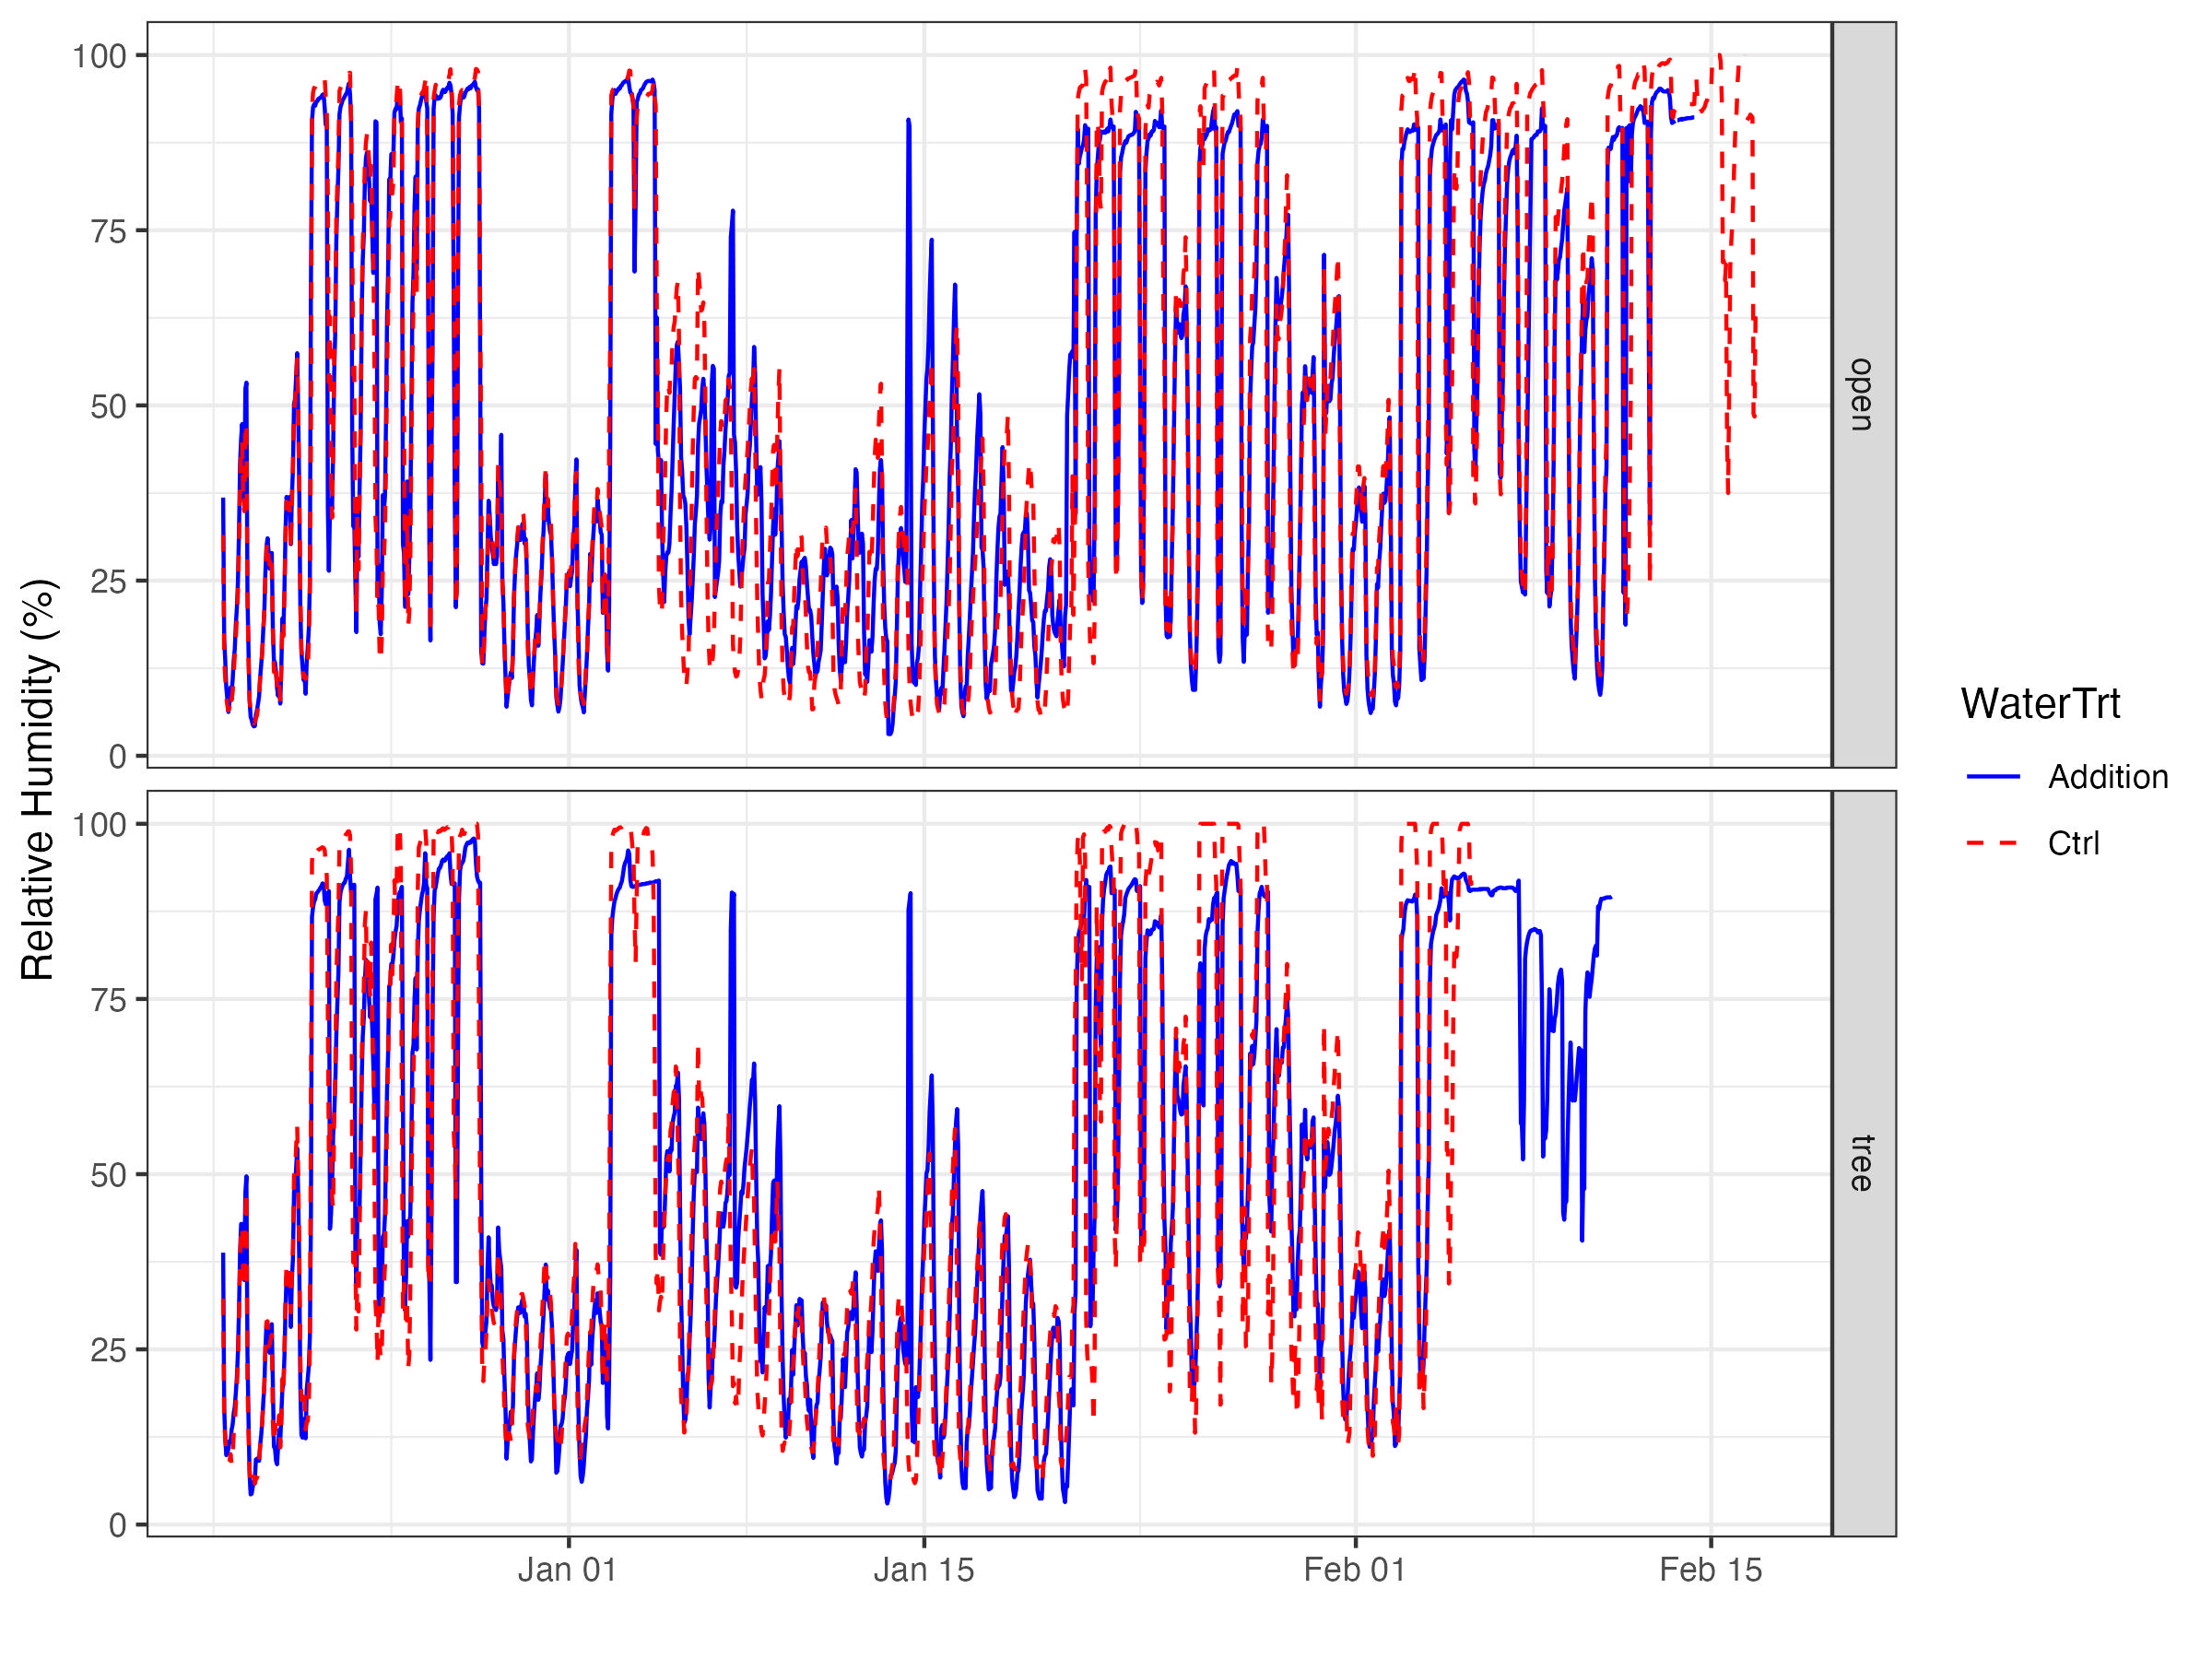 100
75
50
25
0
open
100
75
50
25
0
tree
Jan 01
Jan 15
Feb 01
Feb 15
Relative Humidity (%)
WaterTrt
Addition
Ctrl